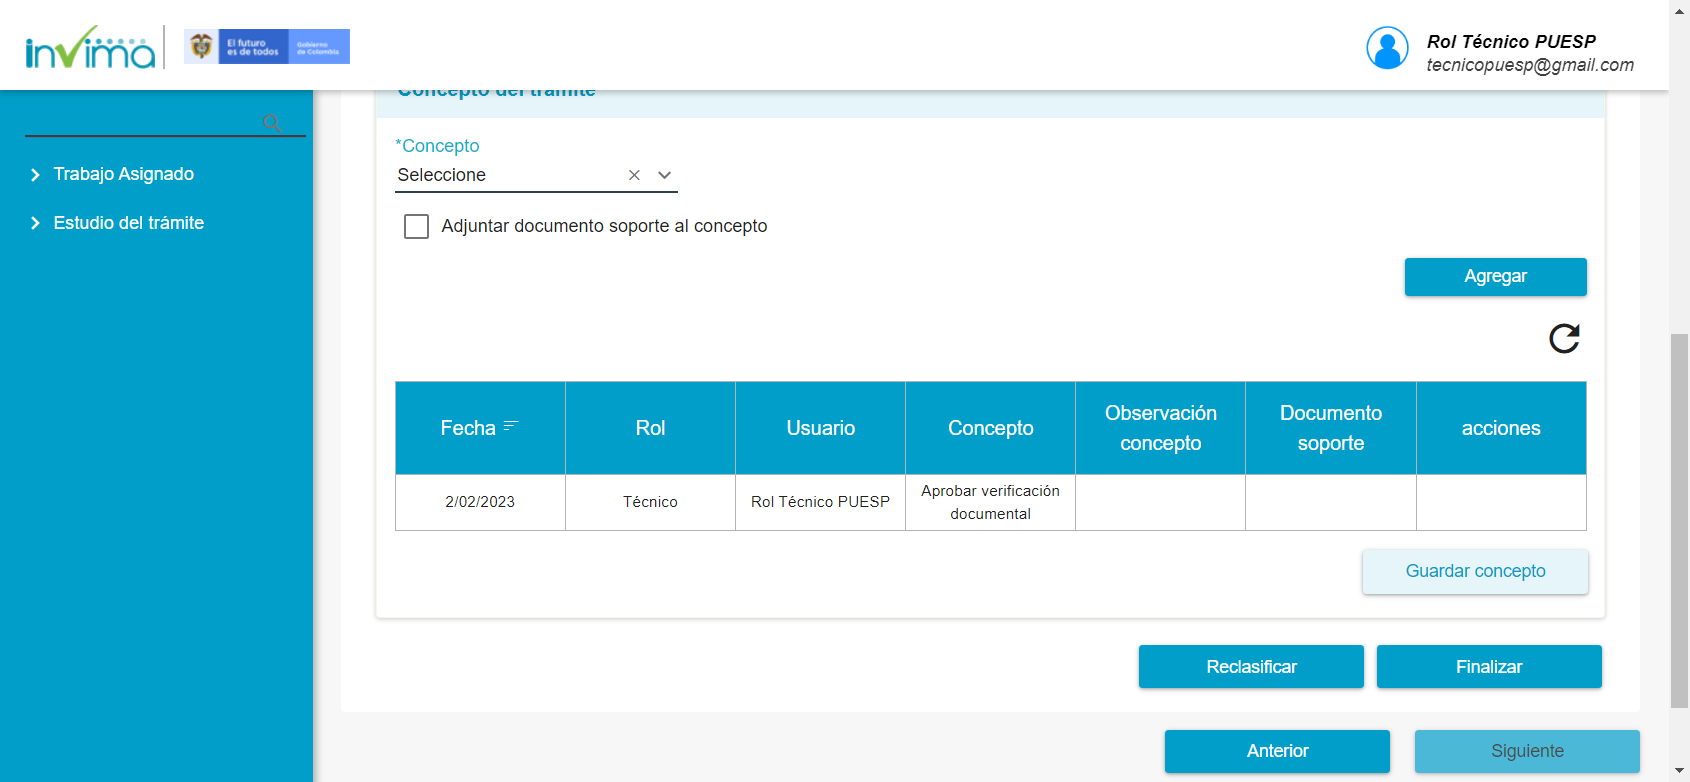 invima
El futuro
es de todos
Gobierno
de Colombia
Rol Técnico PUESP
tecnicopuesp@gmail.com
Trabajo Asignado
Estudio del trámite
Concepto del trámite
*Concepto
Seleccione
Adjuntar documento soporte al concepto
Agregar
Fecha
Rol
Usuario
Concepto
Observación
concepto
Documento
soporte
acciones
2/02/2023
Técnico
Rol Técnico PUESP
Aprobar verificación
documental
Guardar concepto
Reclasificar
Finalizar
Anterior
Siguiente